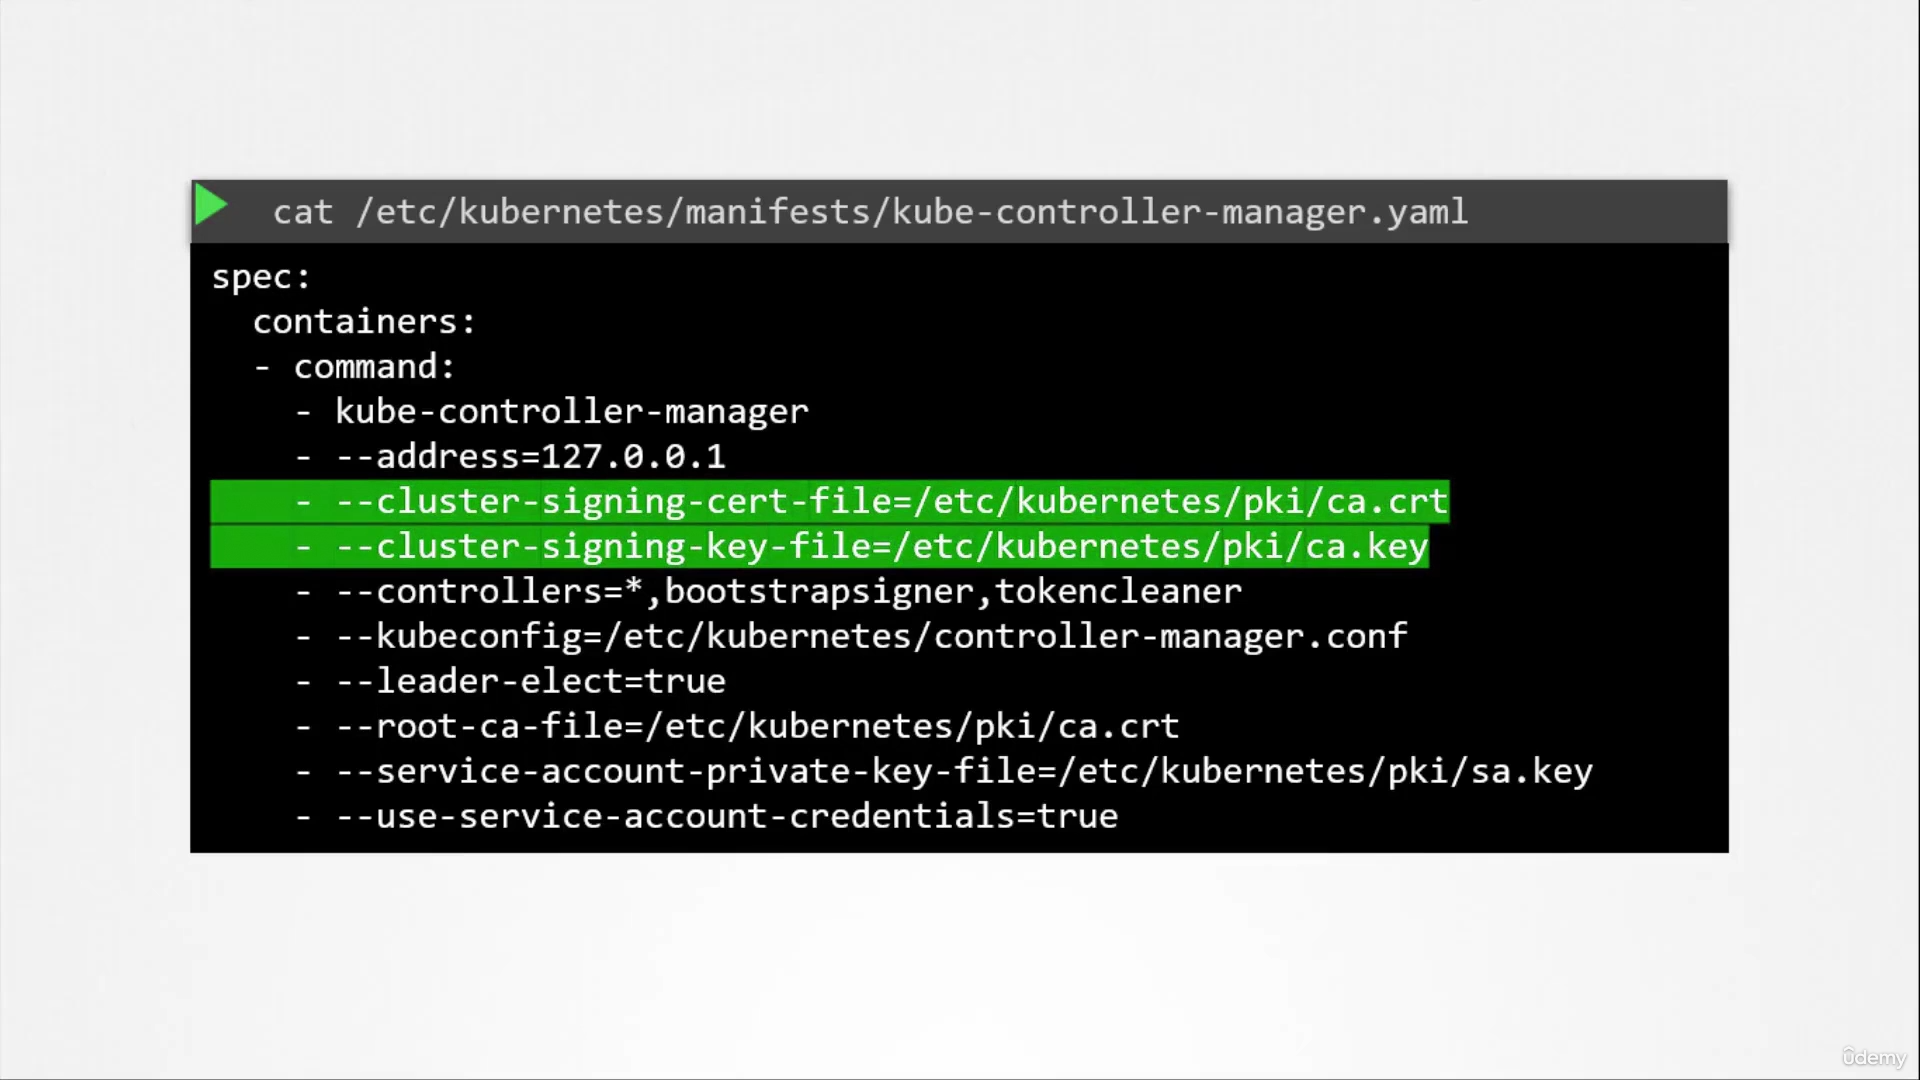 cat /etc/kubernetes/manifests/kube-controller-manager.yaml
spec:
  containers:
  - command:
    - kube-controller-manager
    - --address=127.0.0.1
    - --cluster-signing-cert-file=/etc/kubernetes/pki/ca.crt
    - --cluster-signing-key-file=/etc/kubernetes/pki/ca.key
    - --controllers=*,bootstrapsigner,tokencleaner
    - --kubeconfig=/etc/kubernetes/controller-manager.conf
    - --leader-elect=true
    - --root-ca-file=/etc/kubernetes/pki/ca.crt
    - --service-account-private-key-file=/etc/kubernetes/pki/sa.key
    - --use-service-account-credentials=true
ûdemy